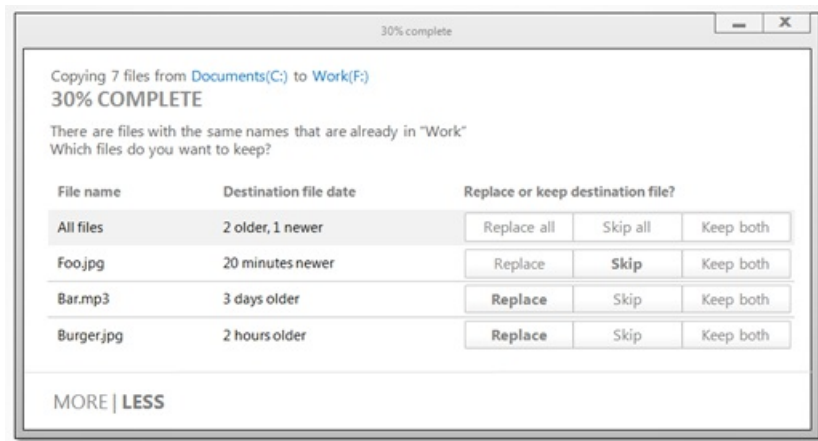 30% complete
Copying 7 files from Documents(C:) to Work(F:)
30% COMPLETE
There are files with the same names that are already in "Work"
Which files do you want to keep?
File name Destination file date Replace or keep destination file?
All files 2 older, 1 newer Replace all Skip all Keep both
Foo.jpg 20 minutes newer Replace Skip Keep both
Bar.mp3 3 days older Replace Skip Keep both
Burger.jpg 2 hours older Replace Skip Keep both
MORE | LESS